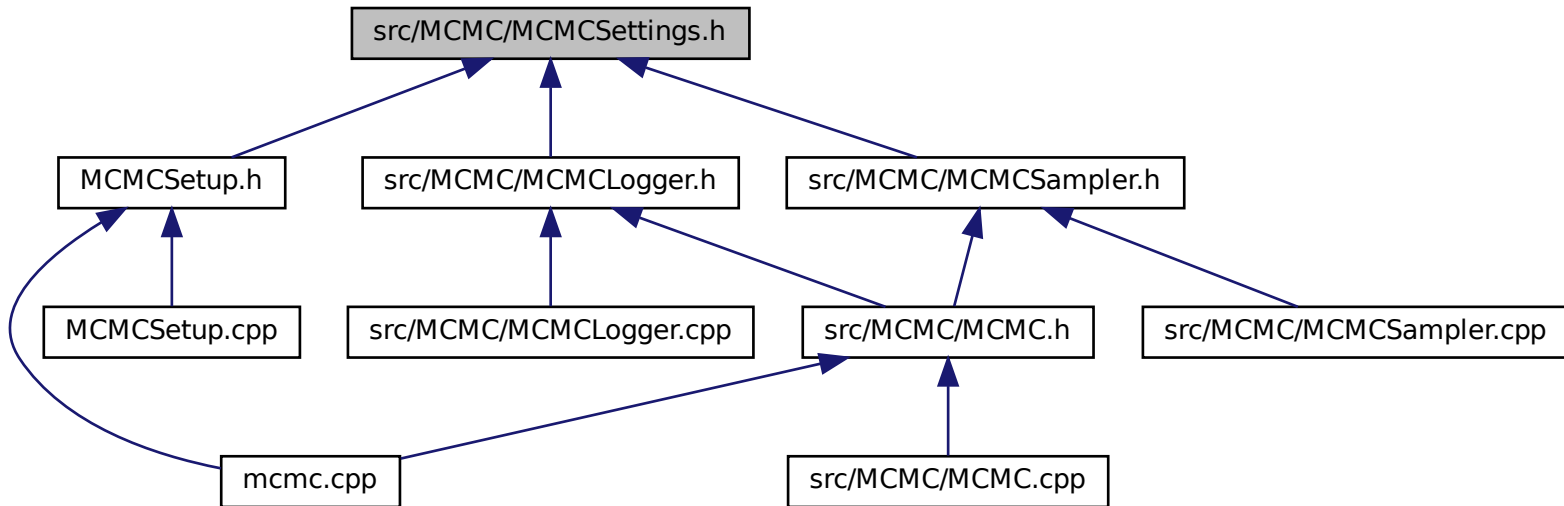 src/MCMC/MCMCSettings.h
MCMCSetup.h
src/MCMC/MCMCLogger.h
src/MCMC/MCMCSampler.h
MCMCSetup.cpp
src/MCMC/MCMCLogger.cpp
src/MCMC/MCMC.h
src/MCMC/MCMCSampler.cpp
mcmc.cpp
src/MCMC/MCMC.cpp